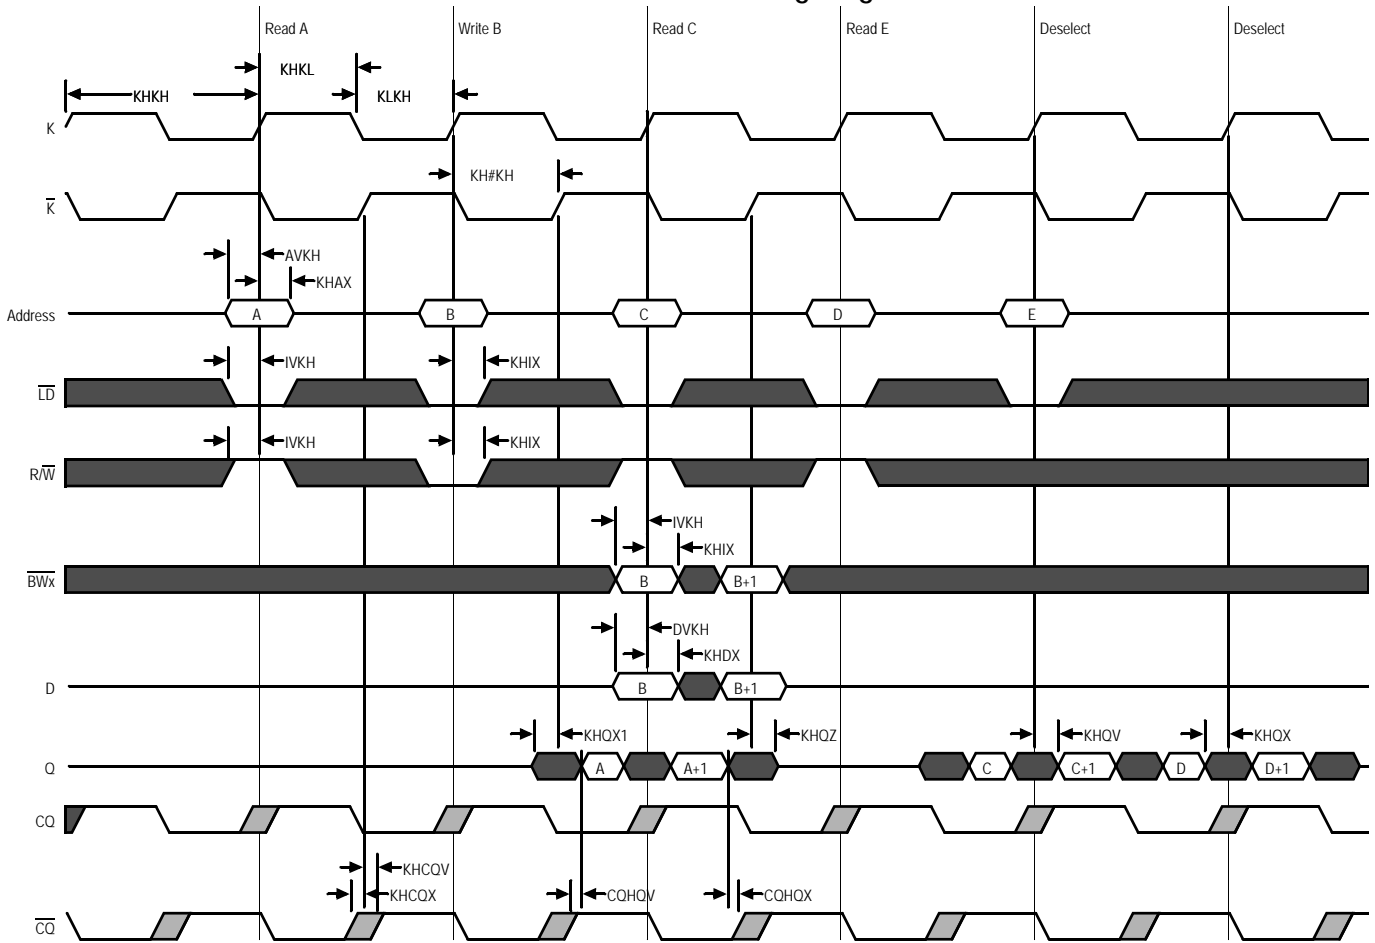 Read A Write B Read C Read E Deselect Deselect
KHKL
KHKH KLKH
K
KH#KH
K
AVKH
KHAX
Address A B C D E
IVKH KHIX
LD
IVKH KHIX
R/W
IVKH
KHIX
BWx B B+1
DVKH
KHDX
D B B+1
KHQX1 KHQZ KHQV KHQX
Q A A+1 C C+1 D D+1
CQ
KHCQV
KHCQX CQHQV CQHQX
CQ